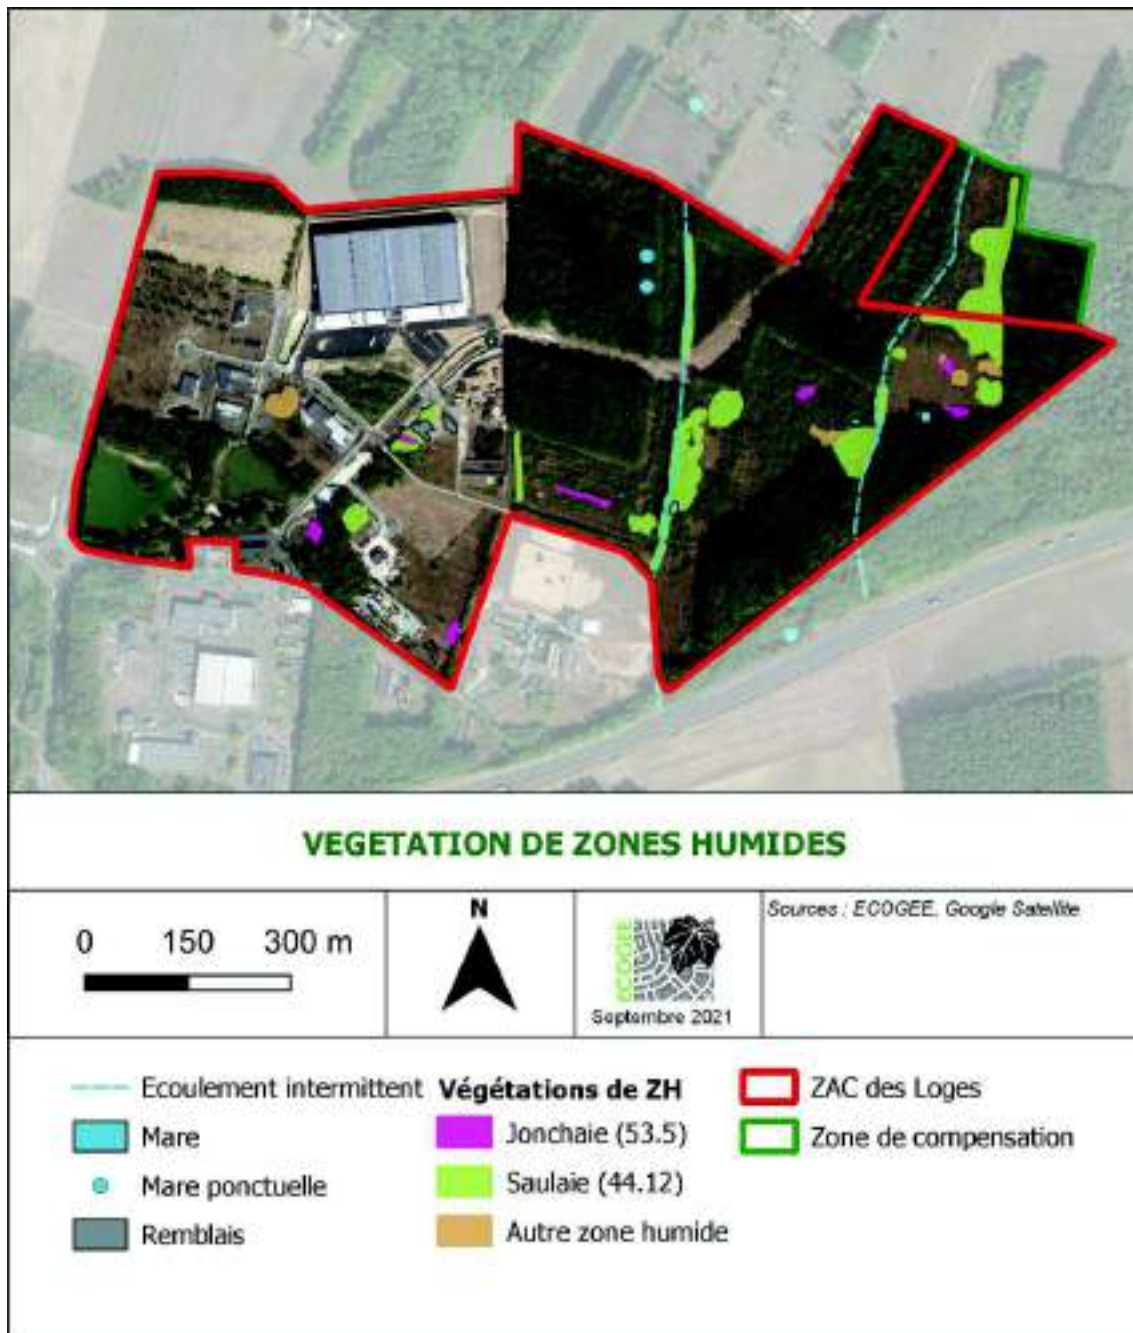 VEGETATION DE ZONES HUMIDES
0 150 300 m
N
ECOGEE
Septembre 2021
Sources : ECOGEE, Google Satellite
Ecoulement intermittent
Mare
Mare ponctuelle
Remblais
Végétations de ZH
Jonchaie (53.5)
Saulaie (44.12)
Autre zone humide
ZAC des Loges
Zone de compensation